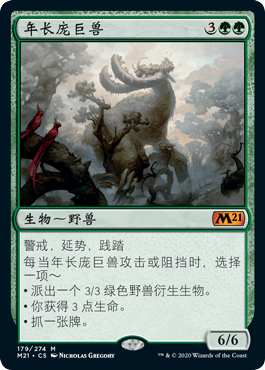 年长庞巨兽 3
生物～野兽 M21
警戒，延势，践踏
每当年长庞巨兽攻击或阻挡时，选择
一项～
• 派出一个 3/3 绿色野兽衍生生物。
• 你获得 3 点生命。
• 抓一张牌。
6/6
179/274 M
M21 • CS NICHOLAS GREGORY ™ & © 2020 Wizards of the Coast